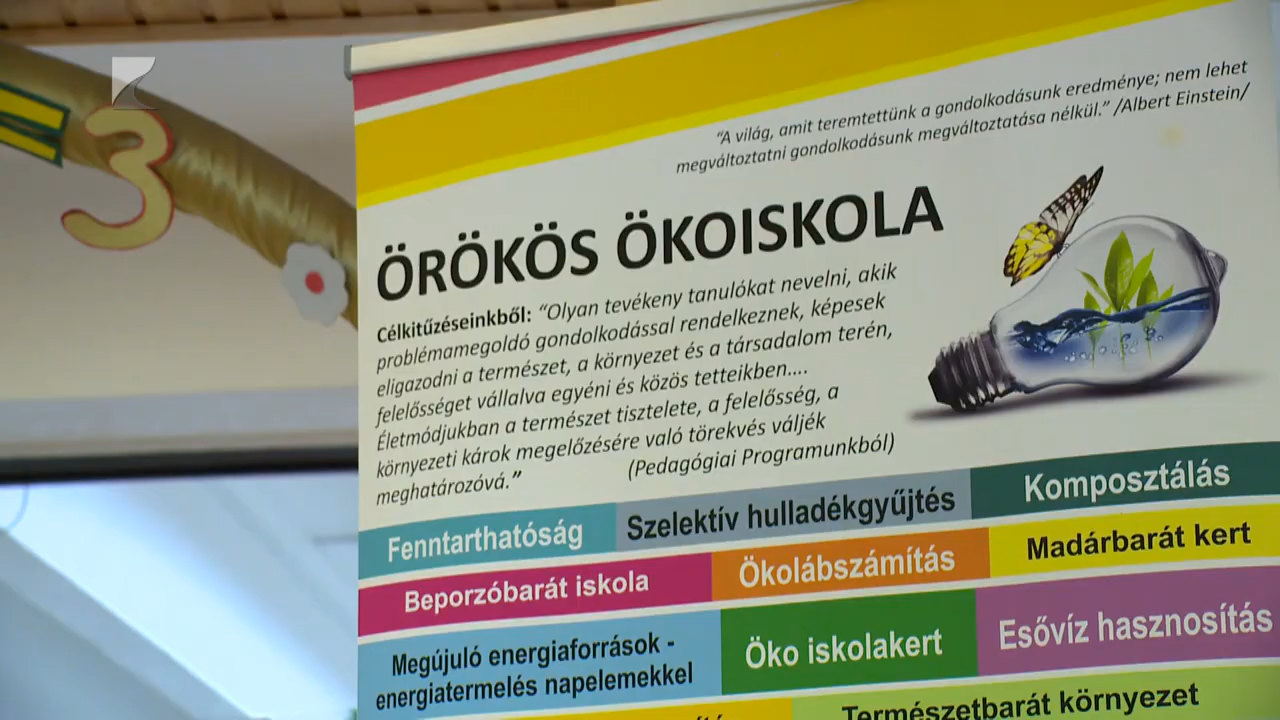 3
“A világ, amit teremtettünk a gondolkodásunk eredménye; nem lehet
megváltoztatni gondolkodásunk megváltoztatása nélkül.” /Albert Einstein/
ÖRÖKÖS ÖKOISKOLA
Célkitűzéseinkből: “Olyan tevékeny tanulókat nevelni, akik
problémamegoldó gondolkodással rendelkeznek, képesek
eligazodni a természet, a környezet és a társadalom terén,
felelősséget vállalva egyéni és közös tetteikben....
Életmódjukban a természet tisztelete, a felelősség, a
környezeti károk megelőzésére való törekvés váljék
meghatározóvá.” (Pedagógiai Programunkból)
Fenntarthatóság Szelektív hulladékgyűjtés Komposztálás
Beporzóbarát iskola Ökolábszámítás Madárbarát kert
Megújuló energiaforrások -
energiatermelés napelemekkel Öko iskolakert Esővíz hasznosítás
Természetbarát környezet